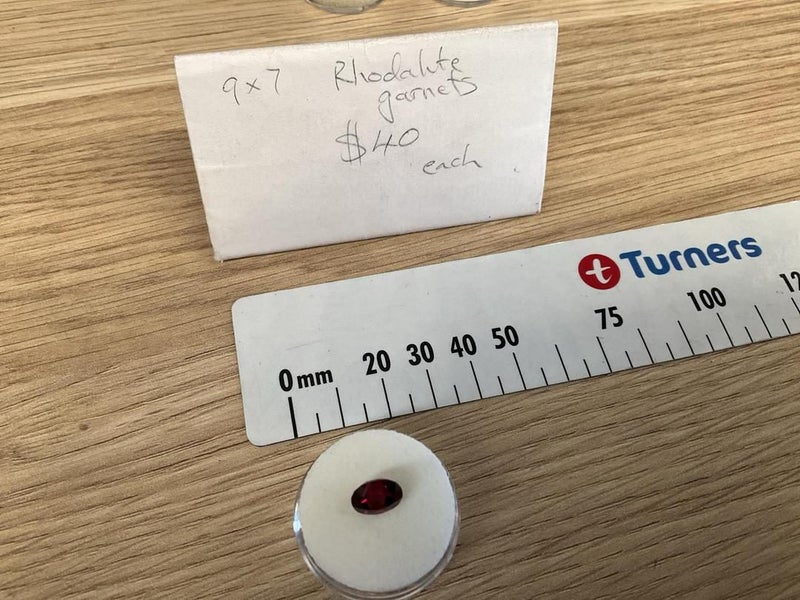 9x7 Rhodalite
garnets
$40
each
t Turners
0mm 20 30 40 50 75 100